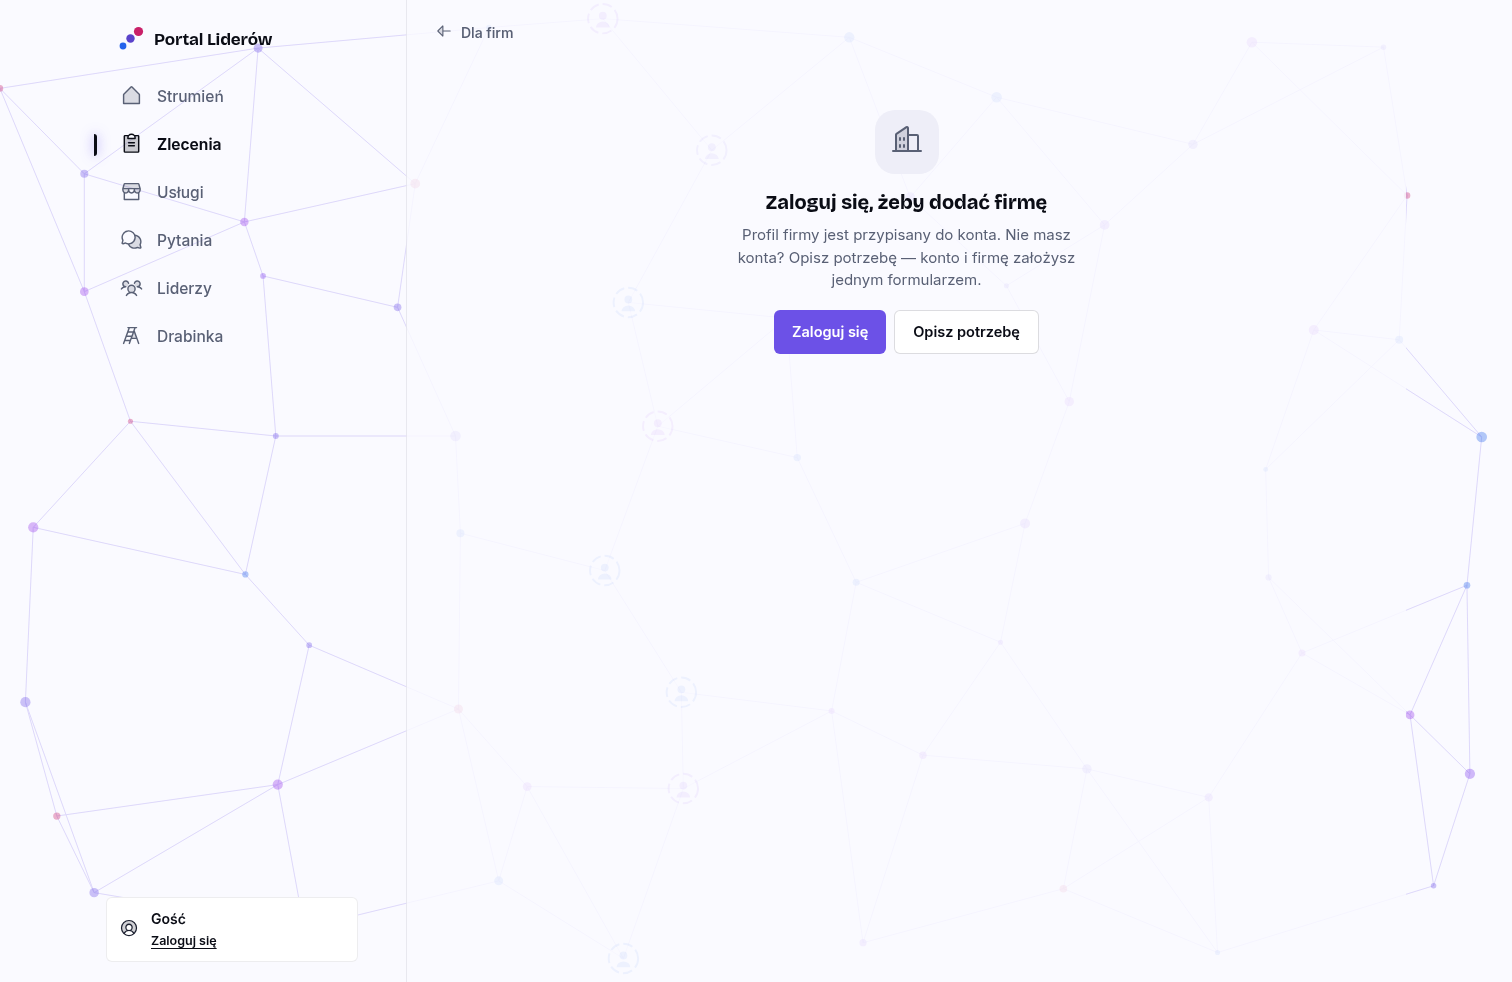 Portal Liderów
Strumień
Zlecenia
Usługi
Pytania
Liderzy
Drabinka
Gość
Zaloguj się
Dla firm
Zaloguj się, żeby dodać firmę
Profil firmy jest przypisany do konta. Nie masz
konta? Opisz potrzebę — konto i firmę założysz
jednym formularzem.
Zaloguj się
Opisz potrzebę